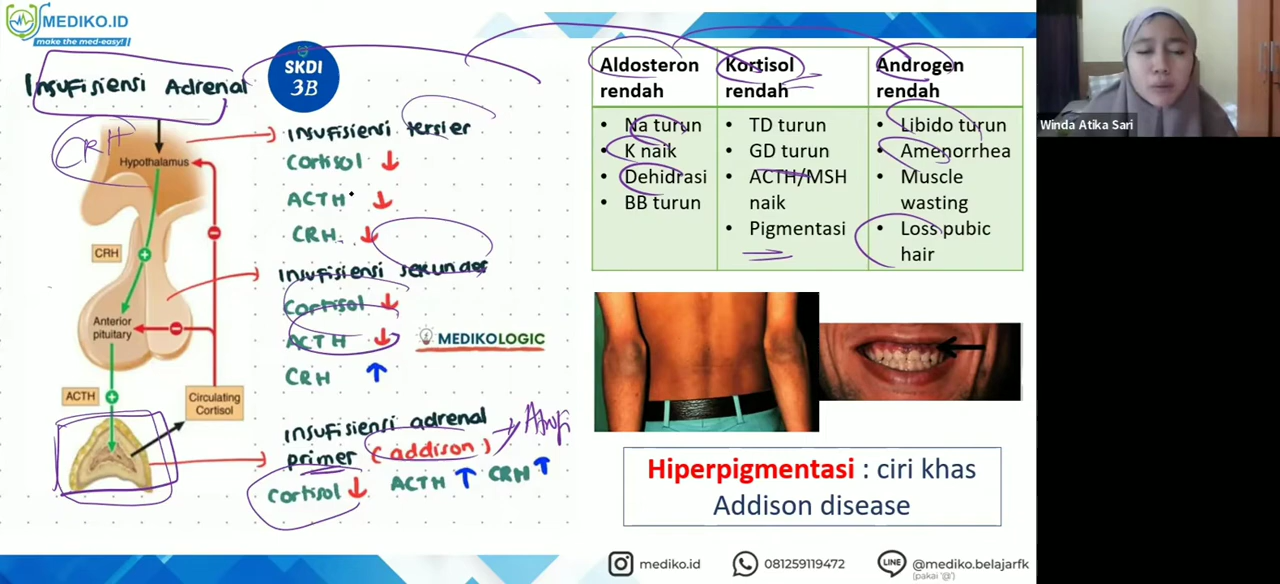 MEDIKO.ID
make the med-easy!
Insufisiensi Adrenal
SKDI
3B
CRH
Hypothalamus
CRH
Anterior
pituitary
ACTH
Circulating
Cortisol
Insufisiensi tersier
Cortisol ↓
ACTH ↓
CRH ↓
Insufisiensi sekunder
Cortisol ↓
ACTH ↓
CRH ↑
MEDIKOLOGIC
Insufisiensi adrenal
primer (addison)
Cortisol ↓ ACTH ↑ CRH ↑
Aldosteron rendah
• Na turun
• K naik
• Dehidrasi
• BB turun
Kortisol rendah
• TD turun
• GD turun
• ACTH/MSH
naik
• Pigmentasi
Androgen rendah
• Libido turun
• Amenorrhea
• Muscle
wasting
• Loss pubic
hair
Hiperpigmentasi : ciri khas
Addison disease
mediko.id
081259119472
LINE
@mediko.belajarfk
(pakai '@')
Winda Atika Sari